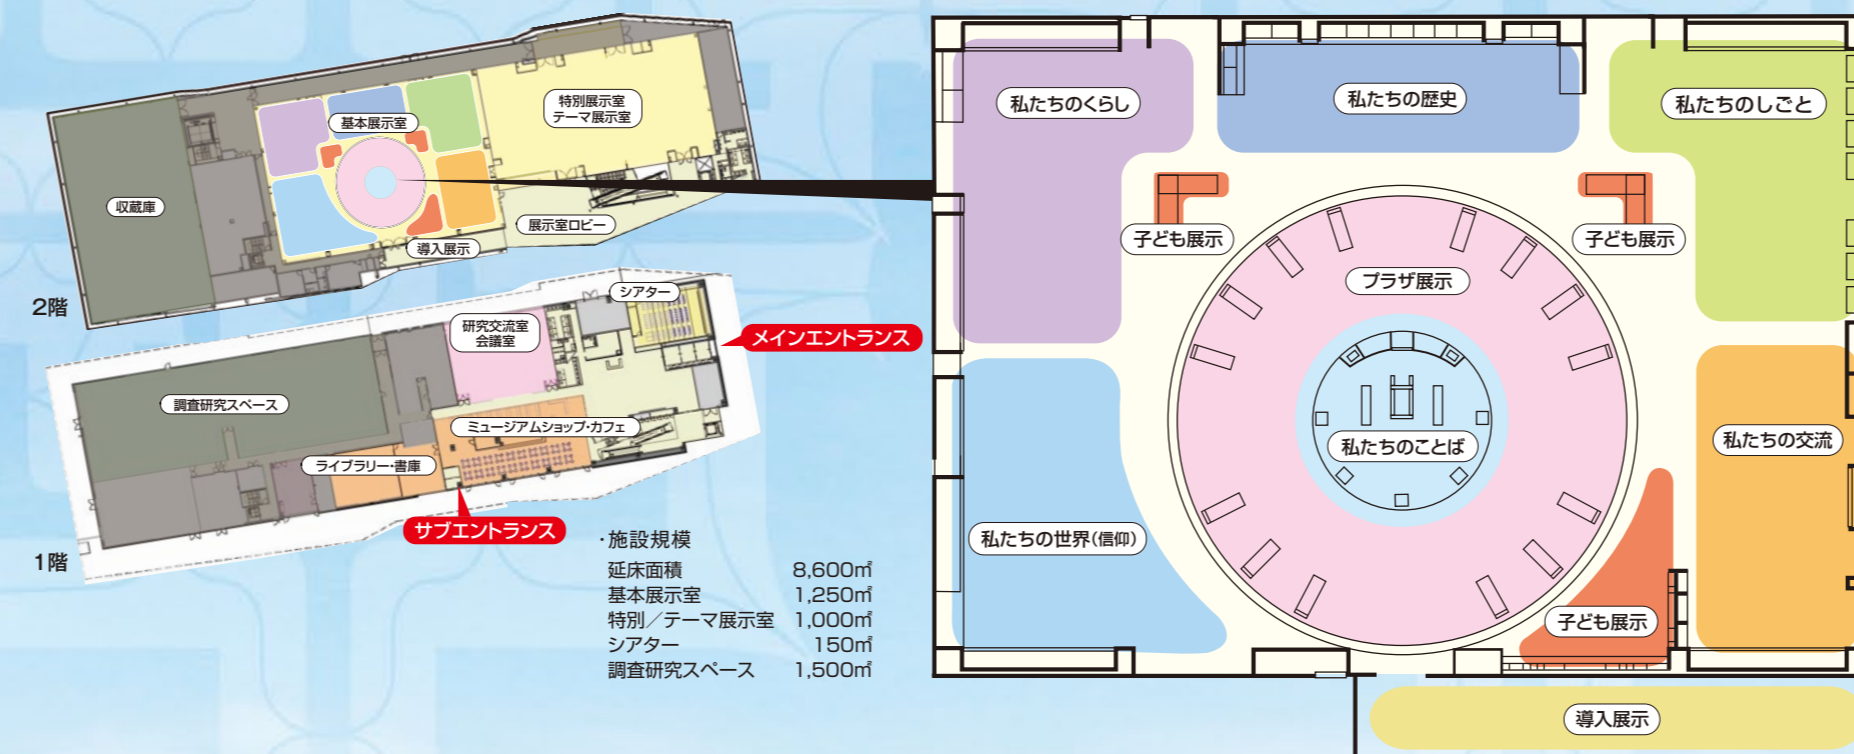 特別展示室
テーマ展示室
基本展示室
収蔵庫
展示室ロビー
導入展示
2階
シアター
研究交流室
会議室
メインエントランス
調査研究スペース
ミュージアムショップ・カフェ
ライブラリー・書庫
サブエントランス
1階
・施設規模
延床面積 8,600㎡
基本展示室 1,250㎡
特別／テーマ展示室 1,000㎡
シアター 150㎡
調査研究スペース 1,500㎡
私たちのくらし
私たちの歴史
私たちのしごと
子ども展示
子ども展示
プラザ展示
私たちのことば
私たちの交流
私たちの世界(信仰)
子ども展示
導入展示